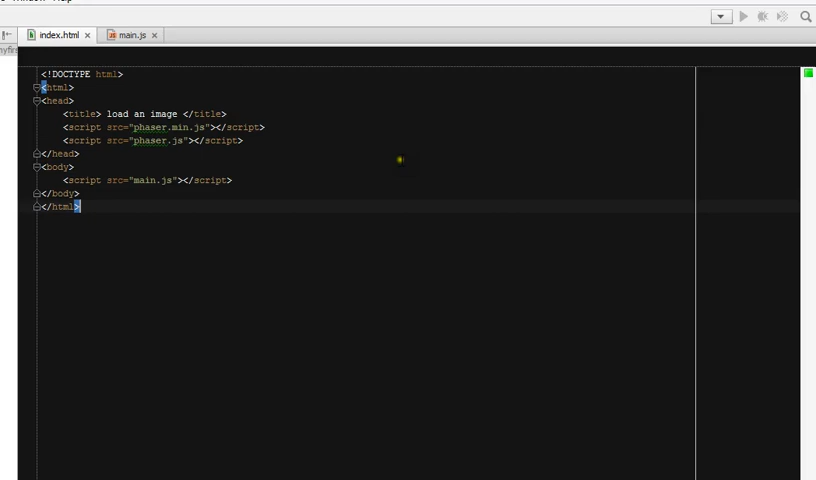 index.html main.js
<!DOCTYPE html>
<html>
<head>
<title> load an image </title>
<script src="phaser.min.js"></script>
<script src="phaser.js"></script>
</head>
<body>
<script src="main.js"></script>
</body>
</html>